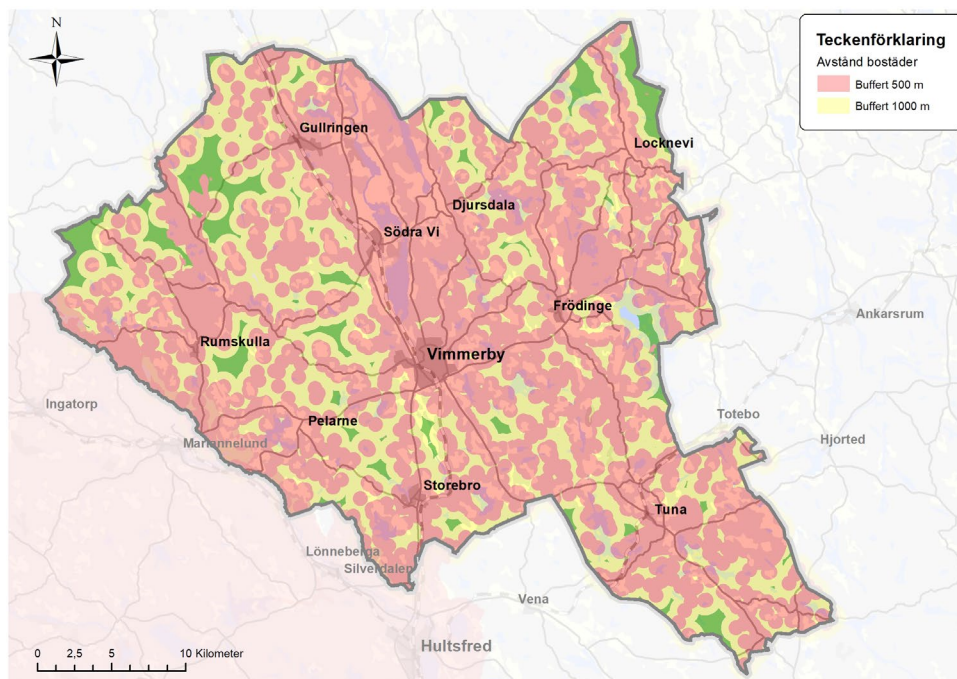 N
Teckenförklaring
Avstånd bostäder
Buffert 500 m
Buffert 1000 m
Gullringen
Locknevi
Djursdala
Södra Vi
Frödinge
Ankarsrum
Rumskulla
Vimmerby
Ingatorp
Pelarne
Totebo
Mariannelund
Hjorted
Storebro
Tuna
Lönneberga
Silverdalen
Vena
Hultsfred
0 2,5 5 10 Kilometer